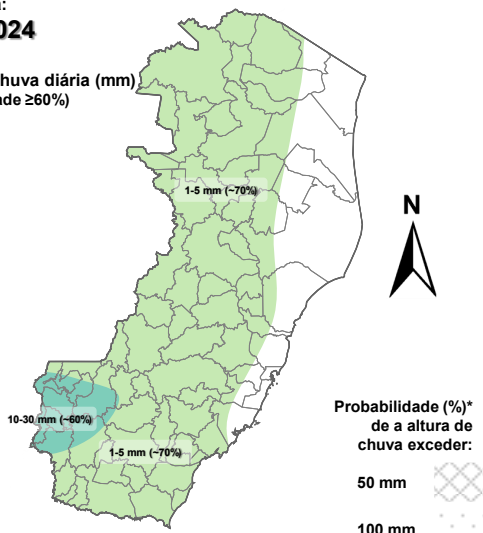 024
huva diária (mm)
ade ≥60%)
1-5 mm (~70%)
N
10-30 mm (~60%)
1-5 mm (~70%)
Probabilidade (%)*
de a altura de
chuva exceder:
50 mm
100 mm